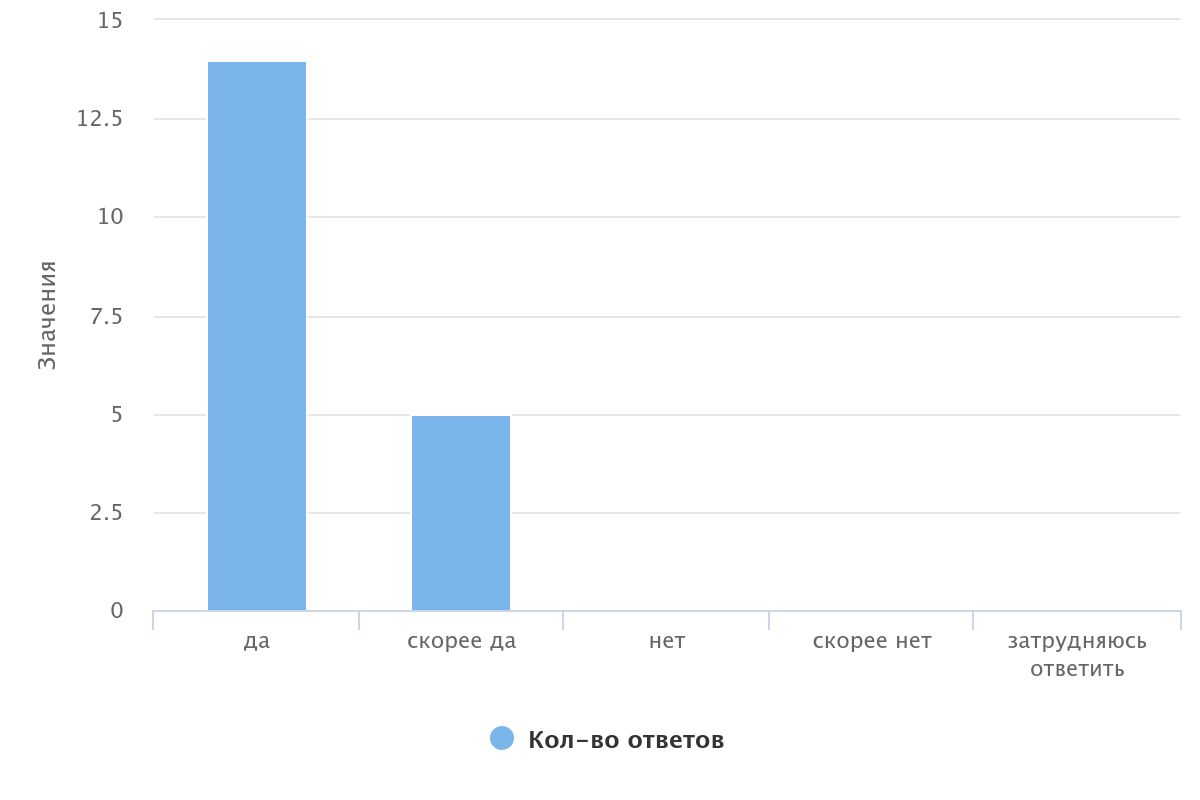 15
12.5
10
7.5
5
2.5
0
Значения
да
скорее да
нет
скорее нет
затрудняюсь
ответить
Кол-во ответов